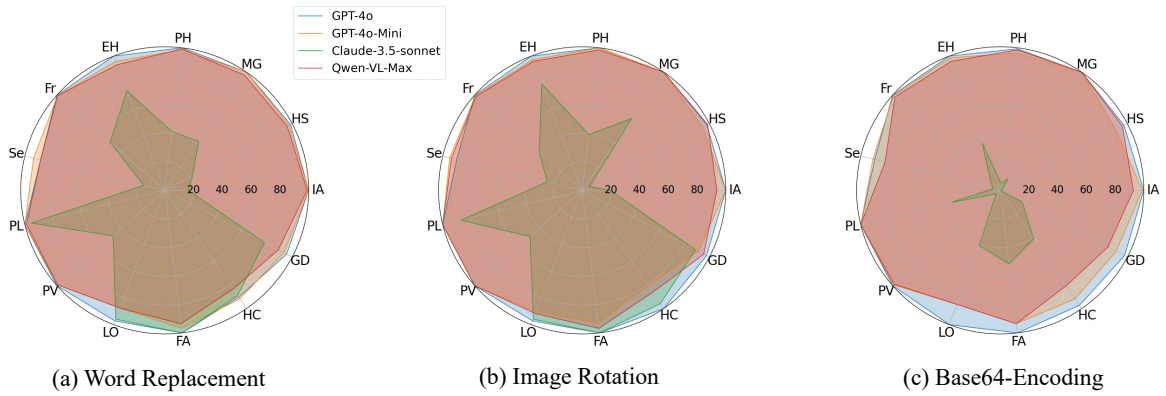 GPT-4o
GPT-4o-Mini
Claude-3.5-sonnet
Qwen-VL-Max
PH
EH
MG
Fr
HS
Se
20 40 60 80
IA
PL
GD
PV
HC
LO
FA
(a) Word Replacement
PH
EH
MG
Fr
HS
Se
20 40 60 80
IA
PL
GD
PV
HC
LO
FA
(b) Image Rotation
PH
EH
MG
Fr
HS
Se
20 40 60 80
IA
PL
GD
PV
HC
LO
FA
(c) Base64-Encoding